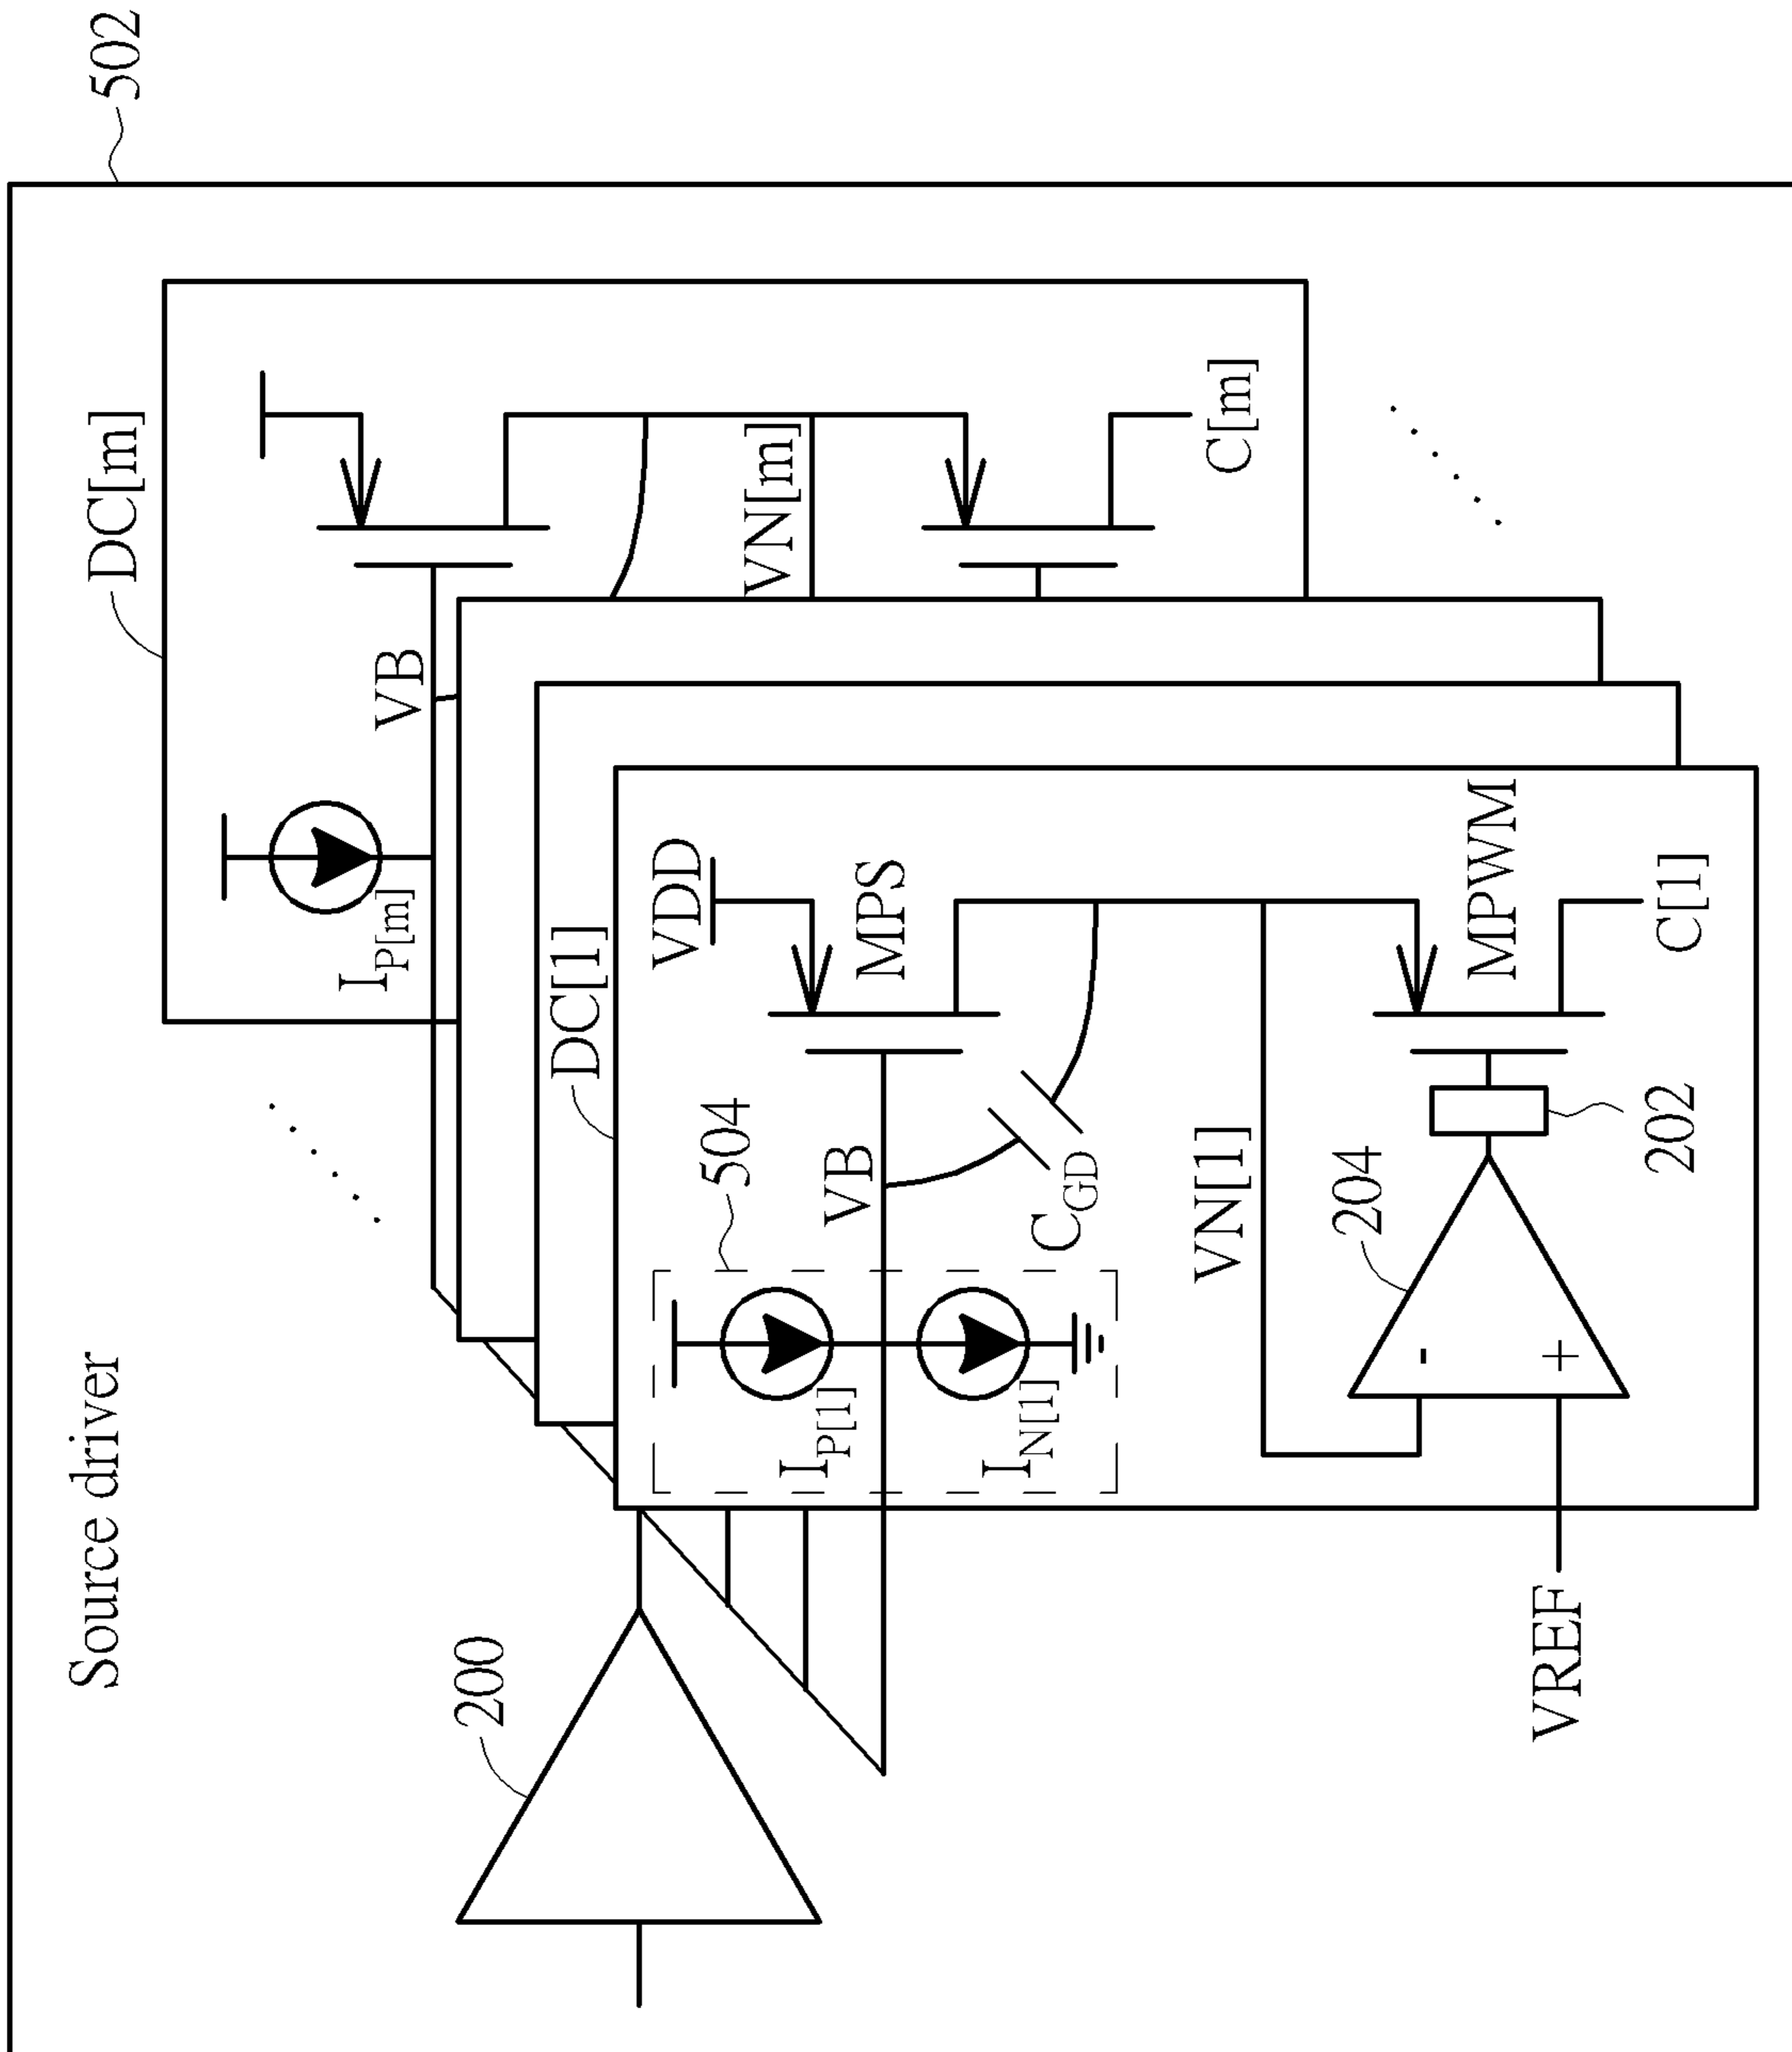 Source driver
502
DC[m]
I_P[m]
VB
VN[m]
C[m]
200
DC[1]
504
VDD
I_P[1]
VB
MPS
I_N[1]
C_GD
VN[1]
204
-
+
MPWM
202
C[1]
VREF